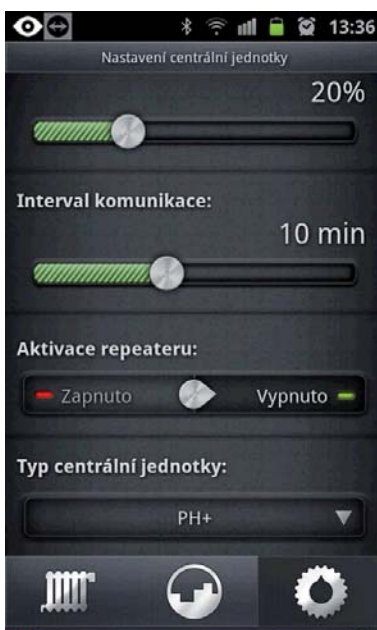 13:36
Nastavení centrální jednotky
20%
Interval komunikace:
10 min
Aktivace repeateru:
Zapnuto Vypnuto
Typ centrální jednotky:
PH+